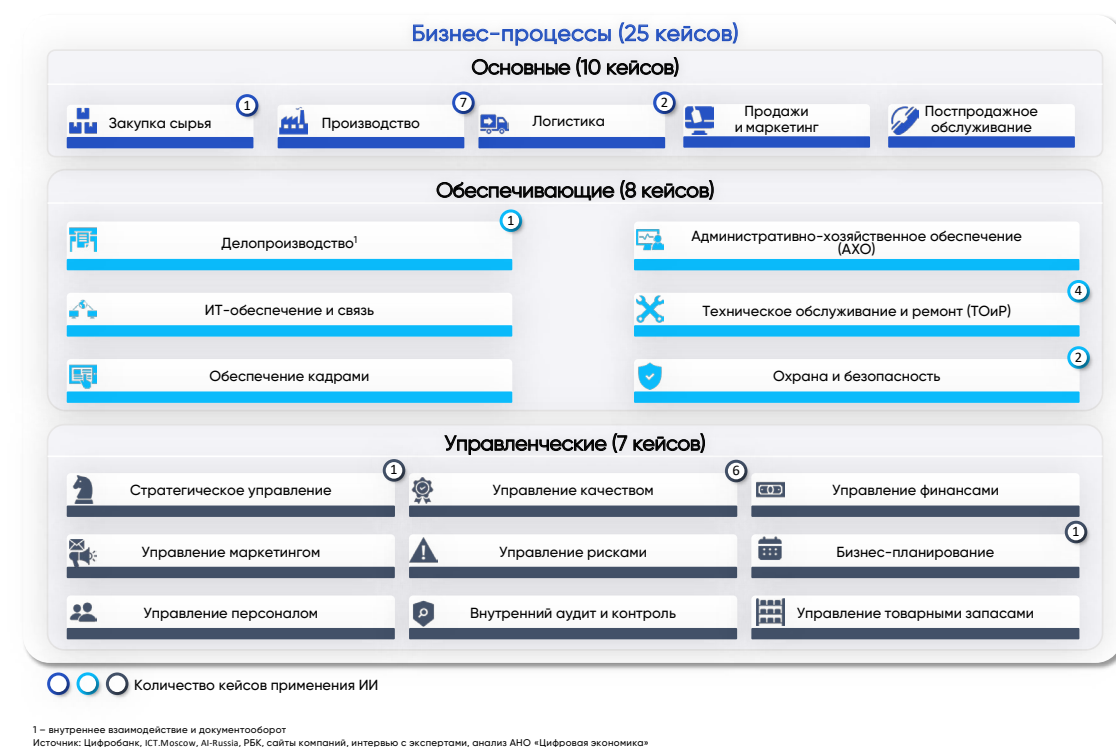 Бизнес-процессы (25 кейсов)
Основные (10 кейсов)
1
7
2
Закупка сырья
Производство
Логистика
Продажи
и маркетинг
Постпродажное
обслуживание
Обеспечивающие (8 кейсов)
1
Делопроизводство¹
Административно-хозяйственное обеспечение
(АХО)
4
ИТ-обеспечение и связь
Техническое обслуживание и ремонт (ТОиР)
2
Обеспечение кадрами
Охрана и безопасность
Управленческие (7 кейсов)
1
6
Стратегическое управление
Управление качеством
Управление финансами
1
Управление маркетингом
Управление рисками
Бизнес-планирование
Управление персоналом
Внутренний аудит и контроль
Управление товарными запасами
Количество кейсов применения ИИ
1 – внутреннее взаимодействие и документооборот
Источник: Цифробанк, ICT.Moscow, AI-Russia, РБК, сайты компаний, интервью с экспертами, анализ АНО «Цифровая экономика»